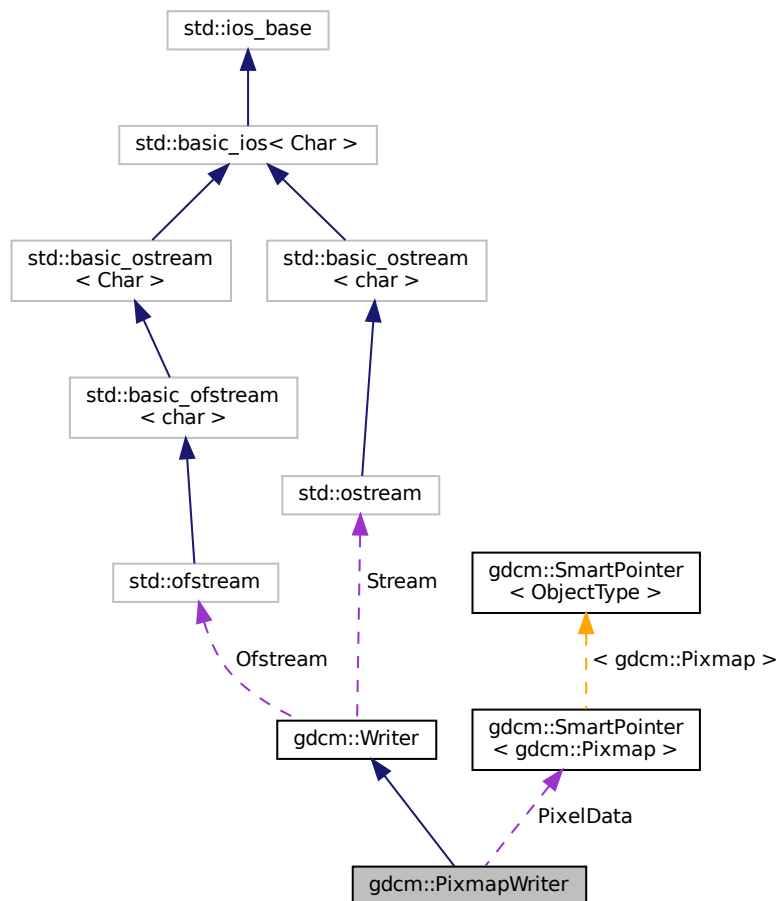 std::ios_base
std::basic_ios< Char >
std::basic_ostream
< Char >
std::basic_ostream
< char >
std::basic_ofstream
< char >
std::ostream
std::ofstream
gdcm::SmartPointer
< ObjectType >
Stream
Ofstream
< gdcm::Pixmap >
gdcm::Writer
gdcm::SmartPointer
< gdcm::Pixmap >
PixelData
gdcm::PixmapWriter